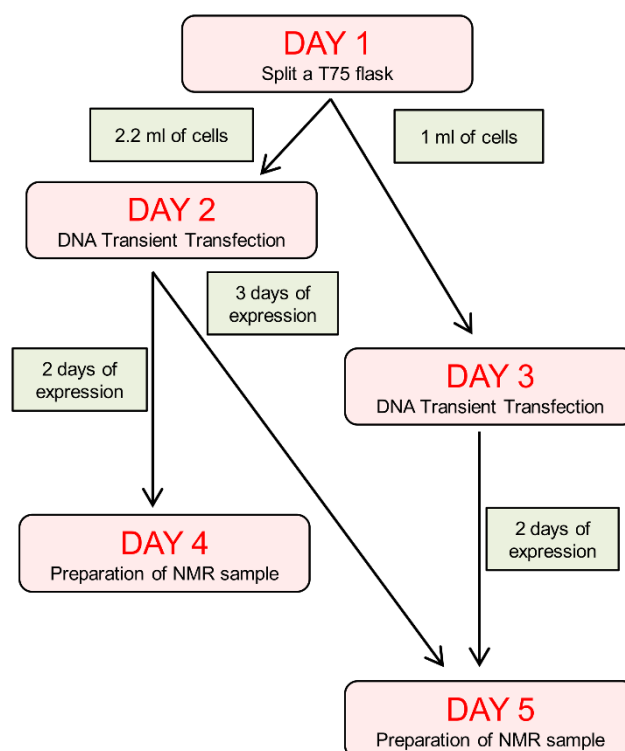 DAY 1
Split a T75 flask
2.2 ml of cells
1 ml of cells
DAY 2
DNA Transient Transfection
3 days of
expression
2 days of
expression
DAY 3
DNA Transient Transfection
DAY 4
Preparation of NMR sample
2 days of
expression
DAY 5
Preparation of NMR sample